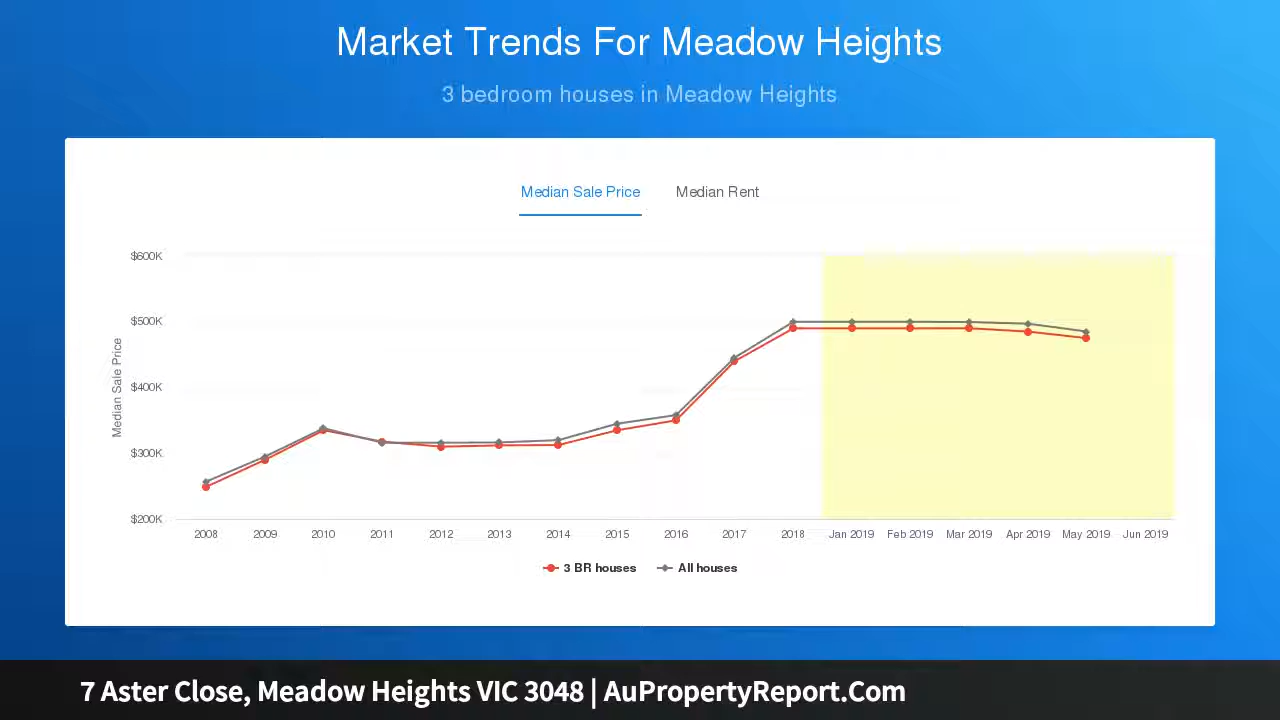 Market Trends For Meadow Heights
3 bedroom houses in Meadow Heights
Median Sale Price Median Rent
$600K
$500K
$400K
$300K
$200K
Median Sale Price
2008 2009 2010 2011 2012 2013 2014 2015 2016 2017 2018 Jan 2019 Feb 2019 Mar 2019 Apr 2019 May 2019 Jun 2019
3 BR houses All houses
7 Aster Close, Meadow Heights VIC 3048 | AuPropertyReport.Com